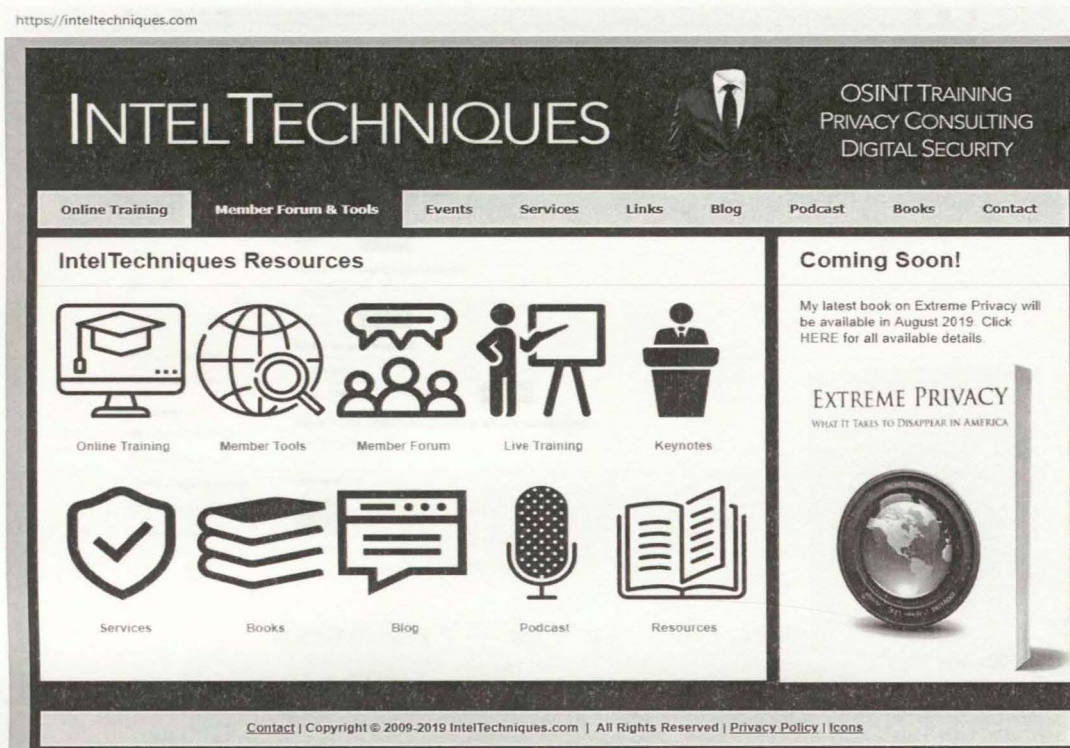 https://inteltechniques.com
INTELTECHNIQUES
OSINT TRAINING
PRIVACY CONSULTING
DIGITAL SECURITY
Online Training Member Forum & Tools Events Services Links Blog Podcast Books Contact
IntelTechniques Resources
Online Training Member Tools Member Forum Live Training Keynotes
Services Books Blog Podcast Resources
Coming Soon!
My latest book on Extreme Privacy will
be available in August 2019. Click
HERE for all available details.
EXTREME PRIVACY
WHAT IT TAKES TO DISAPPEAR IN AMERICA
Contact | Copyright © 2009-2019 IntelTechniques.com | All Rights Reserved | Privacy Policy | Icons